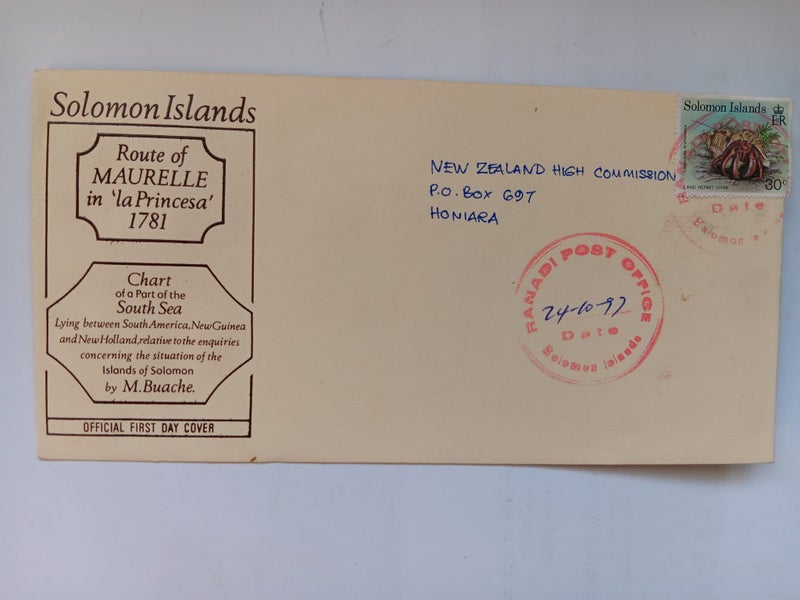 Solomon Islands
Route of
MAURELLE
in 'la Princesa'
1781
Chart
of a Part of the
South Sea
Lying between South America, New Guinea
and New Holland, relative to the enquiries
concerning the situation of the
Islands of Solomon
by M. Buache.
OFFICIAL FIRST DAY COVER
NEW ZEALAND HIGH COMMISSION
P.O. BOX 697
HONIARA
RANADI POST OFFICE
24-10-97
Date
Solomon Islands
Solomon Islands
ER
LAND HERMIT CRAB
30c
Date
Solomon